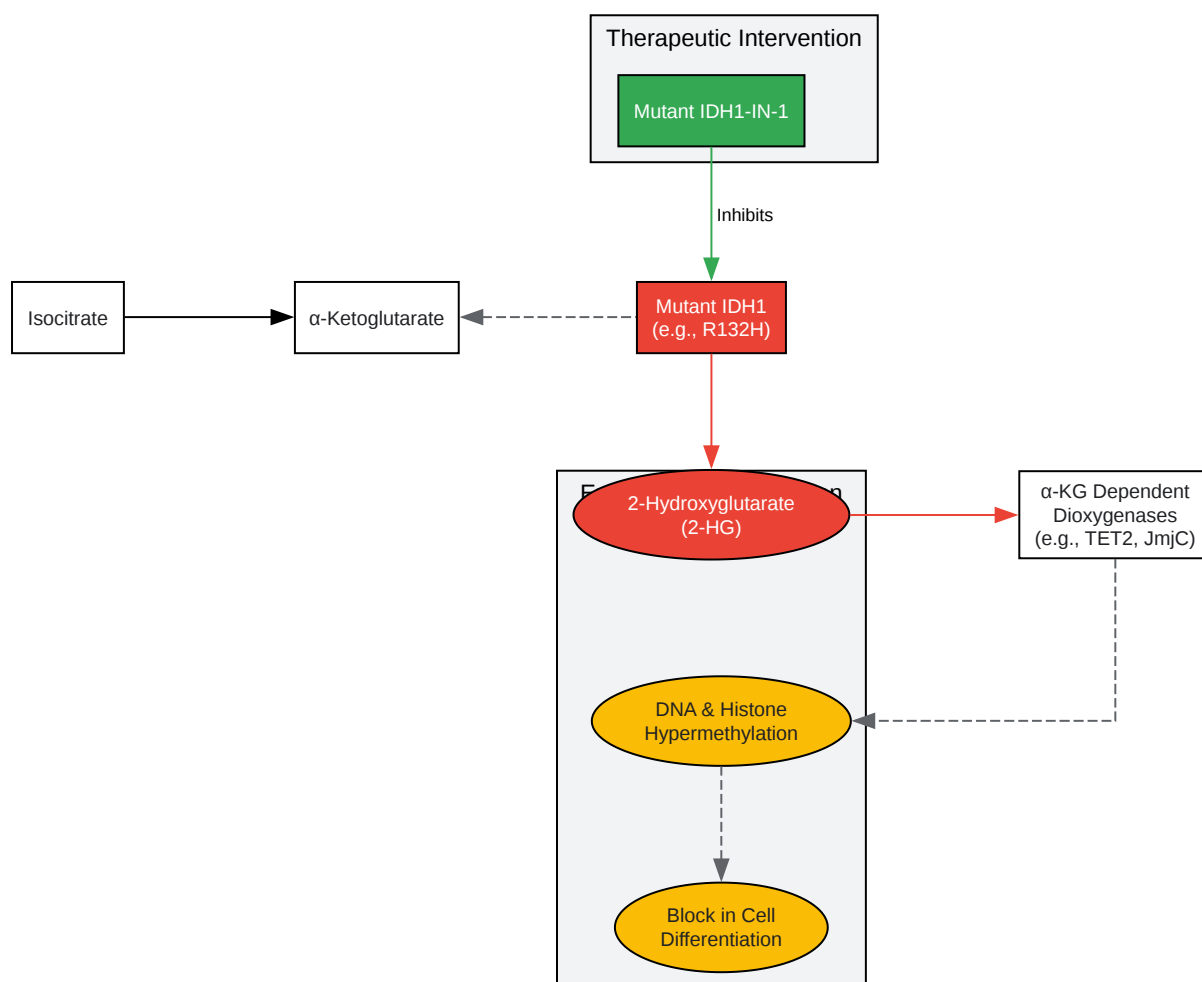 Therapeutic Intervention
Mutant IDH1-IN-1
Inhibits
Isocitrate
α-Ketoglutarate
Mutant IDH1
(e.g., R132H)
2-Hydroxyglutarate
(2-HG)
α-KG Dependent
Dioxygenases
(e.g., TET2, JmjC)
DNA & Histone
Hypermethylation
Block in Cell
Differentiation